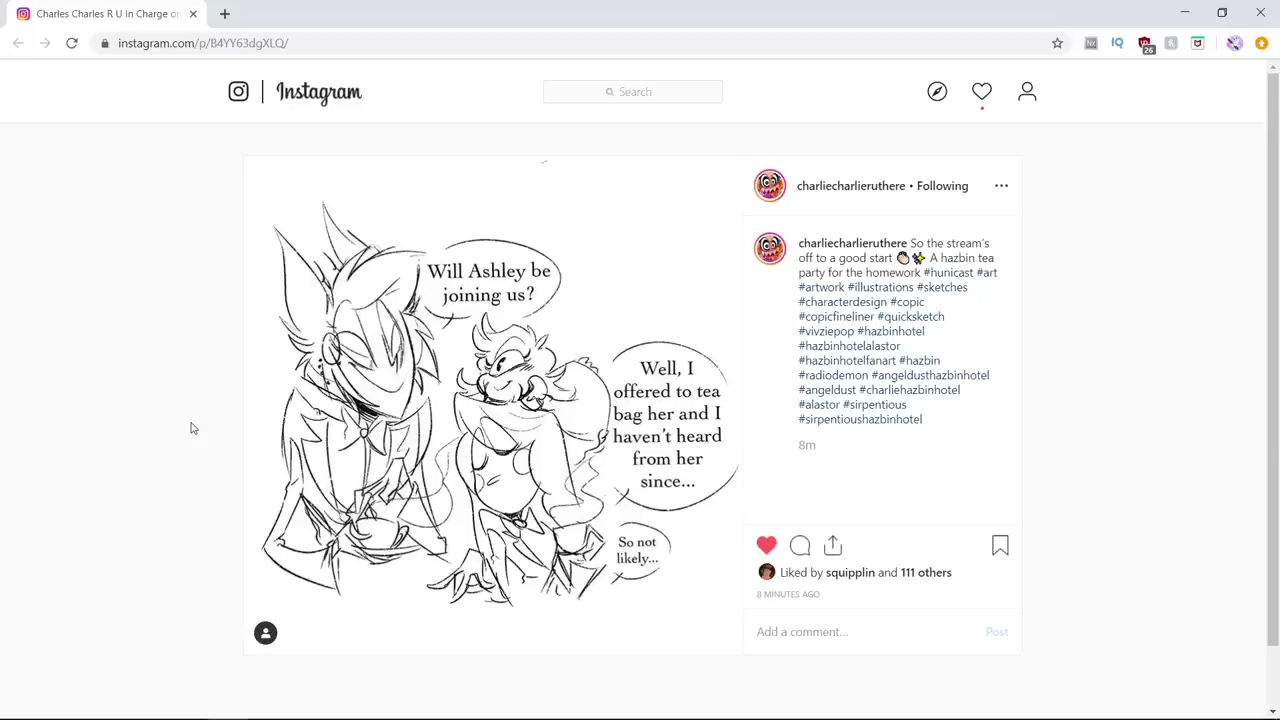 Charles Charles R U In Charge or
instagram.com/p/B4YY63dgXLQ/
Nx
IQ
26
Instagram
Search
Will Ashley be
joining us?
Well, I
offered to tea
bag her and I
haven't heard
from her
since...
So not
likely...
charliecharlieruthere • Following
charliecharlieruthere So the stream's
off to a good start 👏🏻✨ A hazbin tea
party for the homework #hunicast #art
#artwork #illustrations #sketches
#characterdesign #copic
#copicfineliner #quicksketch
#vivziepop #hazbinhotel
#hazbinhotelalastor
#hazbinhotelfanart #hazbin
#radiodemon #angeldusthazbinhotel
#angeldust #charliehazbinhotel
#alastor #sirpentious
#sirpentioushazbinhotel
8m
Liked by squipplin and 111 others
8 MINUTES AGO
Add a comment...
Post